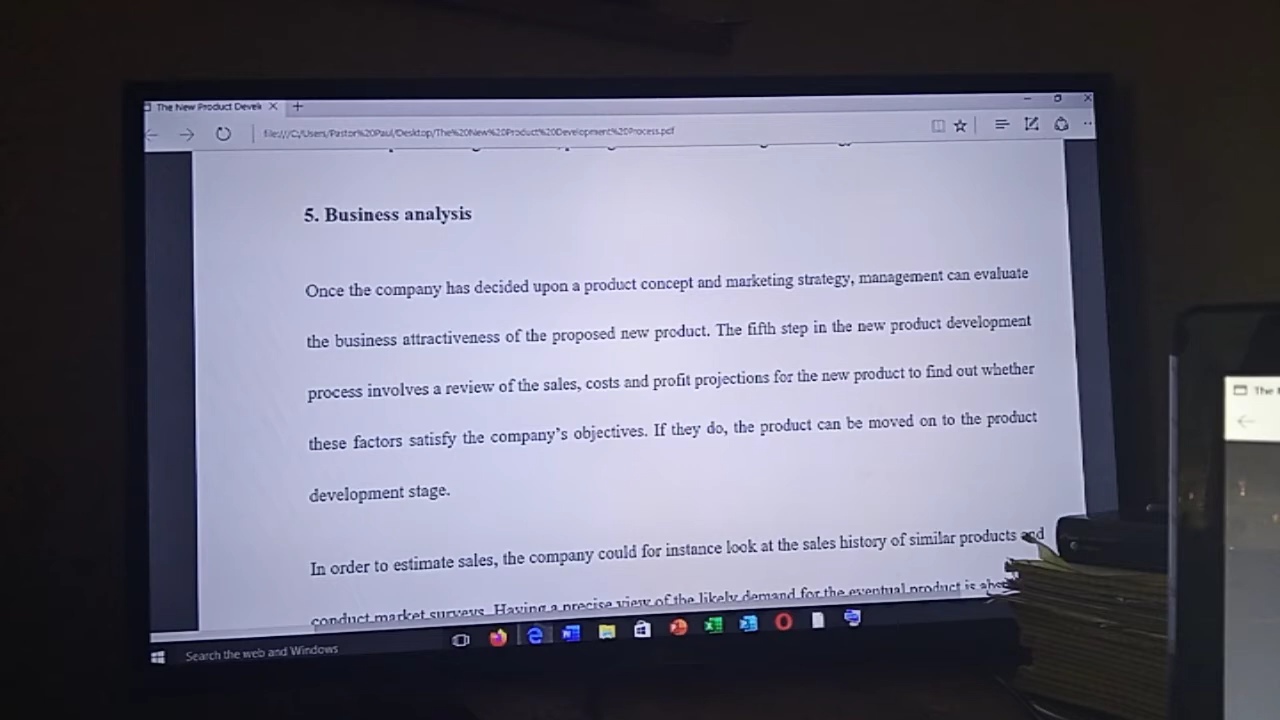 The New Product Develo
file:///C:/Users/Pastor%20Paul/Desktop/The%20New%20Product%20Development%20Process.pdf
5. Business analysis
Once the company has decided upon a product concept and marketing strategy, management can evaluate
the business attractiveness of the proposed new product. The fifth step in the new product development
process involves a review of the sales, costs and profit projections for the new product to find out whether
these factors satisfy the company's objectives. If they do, the product can be moved on to the product
development stage.
In order to estimate sales, the company could for instance look at the sales history of similar products and
conduct market surveys. Having a precise view of the likely demand for the eventual product is
Search the web and Windows
The